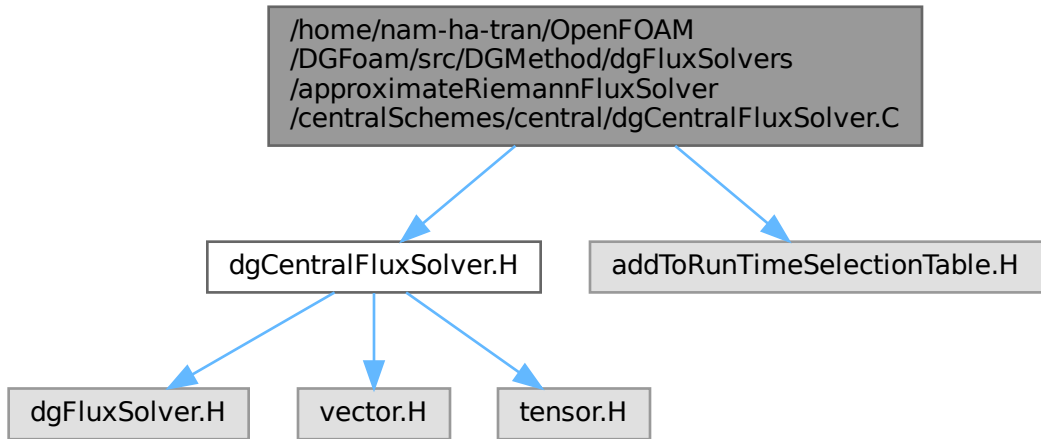 /home/nam-ha-tran/OpenFOAM
/DGFoam/src/DGMethod/dgFluxSolvers
/approximateRiemannFluxSolver
/centralSchemes/central/dgCentralFluxSolver.C
dgCentralFluxSolver.H
addToRunTimeSelectionTable.H
dgFluxSolver.H
vector.H
tensor.H